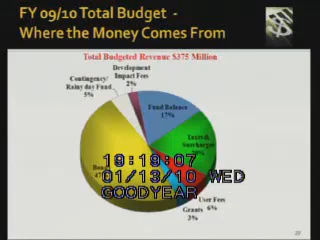 FY 09/10 Total Budget -
Where the Money Comes From
Total Budgeted Revenue $375 Million
Development
Impact Fees
2%
Contingency/
Rainy day Fund
5%
Fund Balance
17%
Taxes &
Surcharges
User Fees
6%
Grants
3%
19:19:07
01/13/10 WED
GOODYEAR